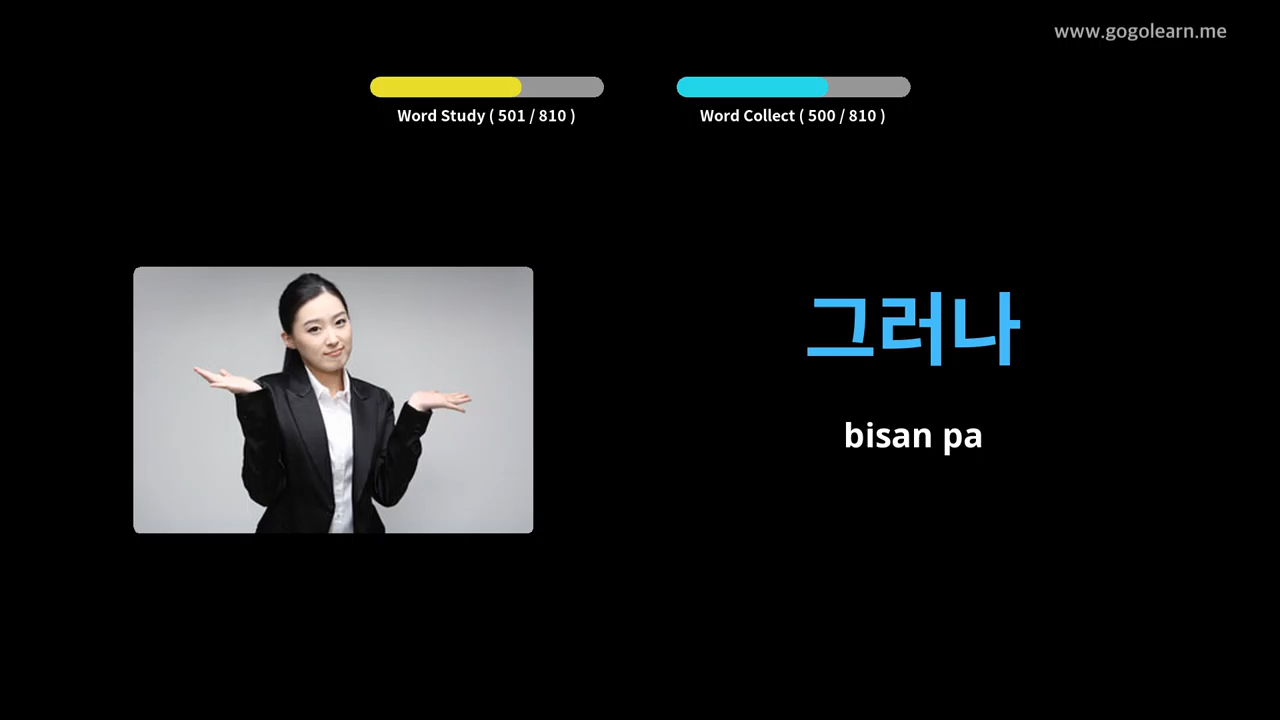 www.gogolearn.me
Word Study ( 501 / 810 )
Word Collect ( 500 / 810 )
그러나
bisan pa